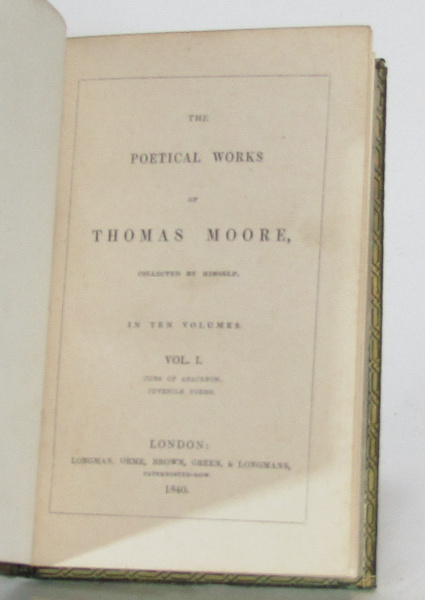 THE
POETICAL WORKS
OF
THOMAS MOORE,
COLLECTED BY HIMSELF.
IN TEN VOLUMES.
VOL. I.
ODES OF ANACREON.
JUVENILE POEMS.
LONDON:
LONGMAN, ORME, BROWN, GREEN, & LONGMANS,
PATERNOSTER-ROW.
1840.